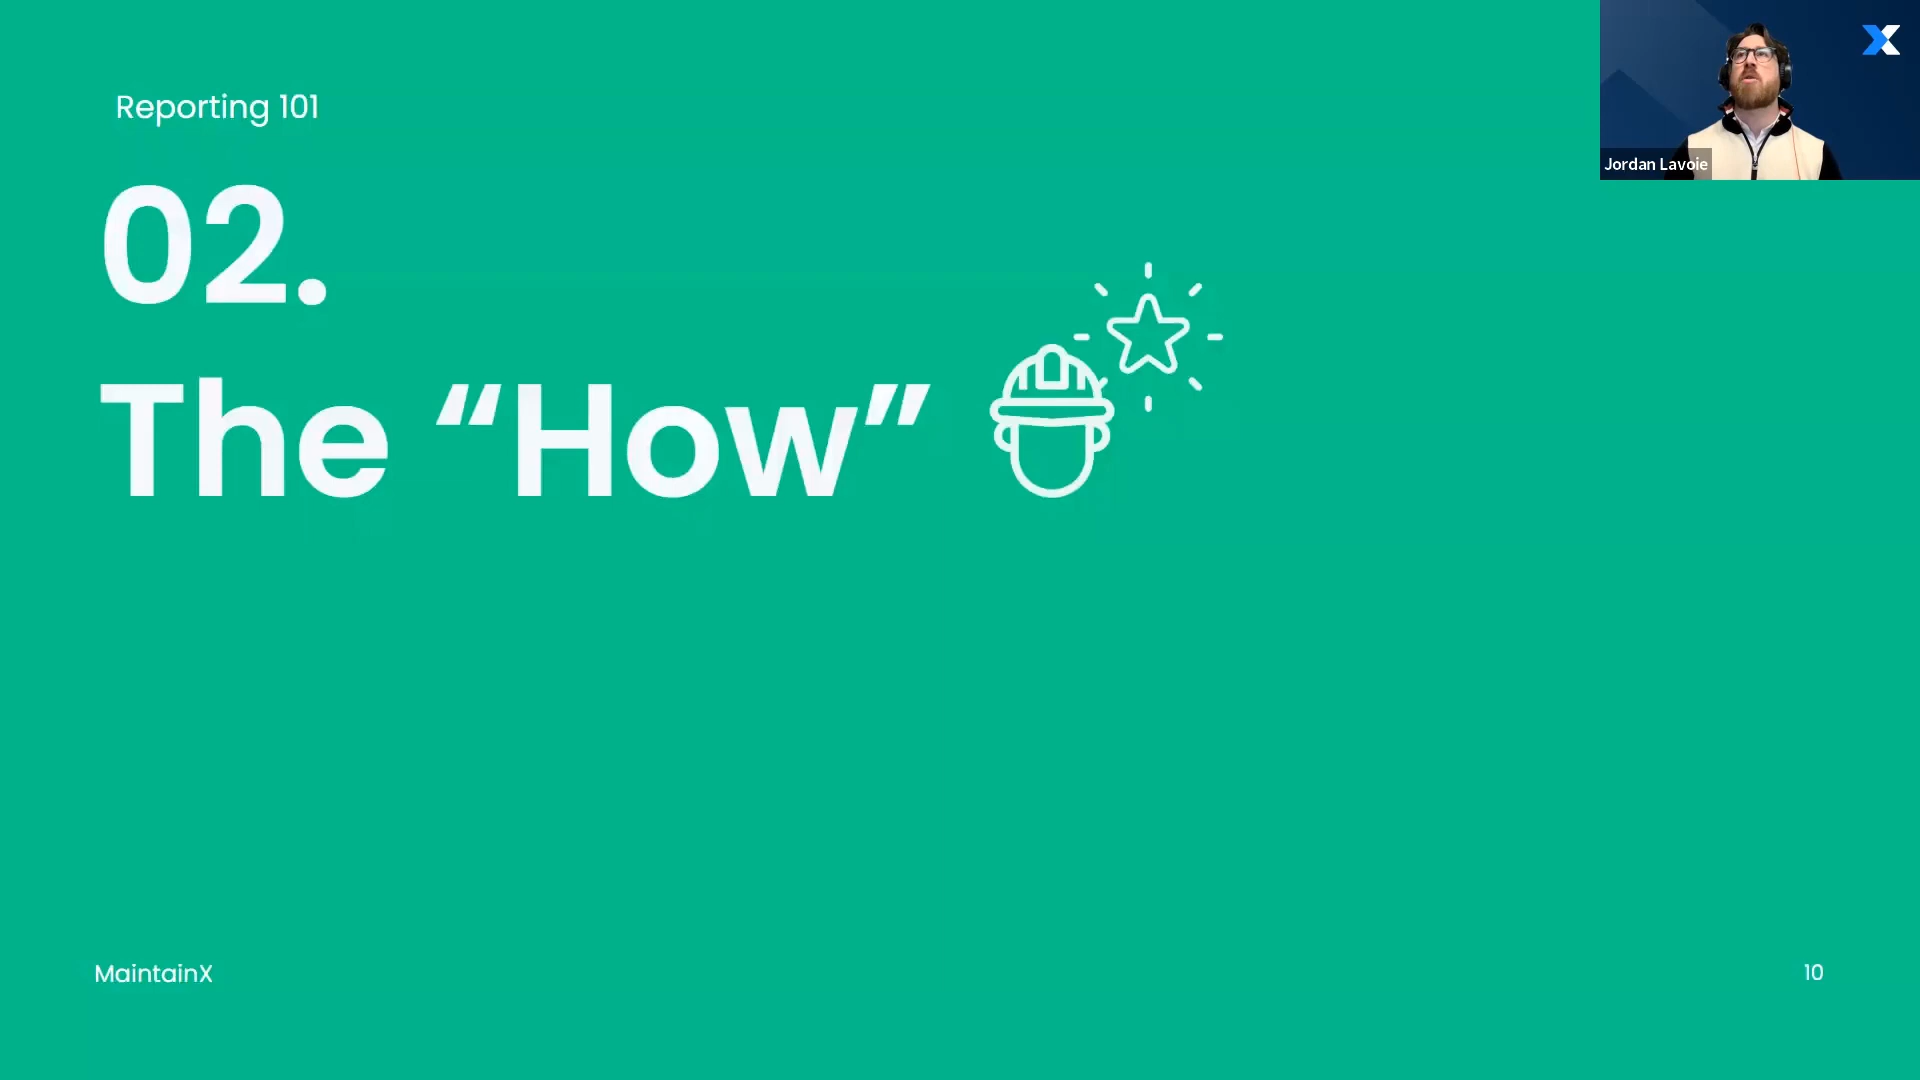 Reporting 101
Jordan Lavoie
02.
The “How”
MaintainX
10